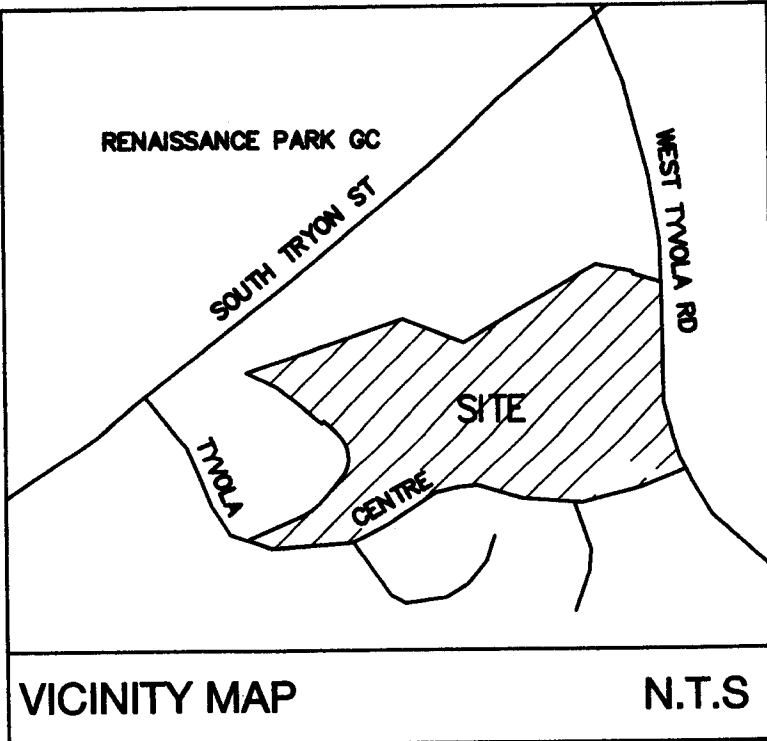 RENAISSANCE PARK GC
SOUTH TRYON ST
WEST TYVOLA RD
SITE
TYVOLA
CENTRE
VICINITY MAP
N.T.S